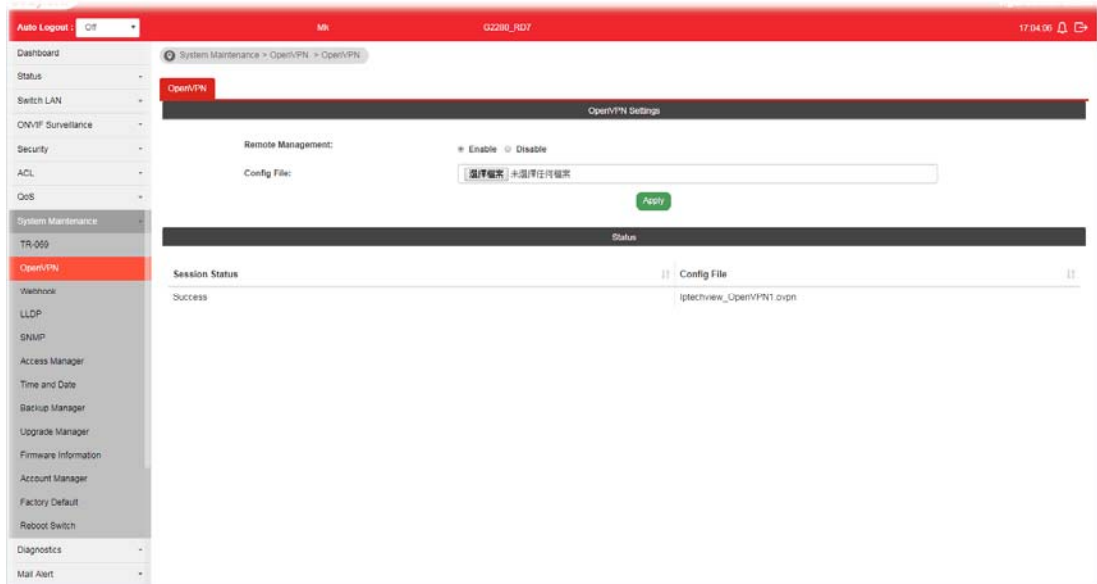 Auto Logout : Off Mk G2280_RD7 17:04:06
Dashboard
Status
Switch LAN
ONVIF Surveillance
Security
ACL
QoS
System Maintenance
TR-069
OpenVPN
Webhook
LLDP
SNMP
Access Manager
Time and Date
Backup Manager
Upgrade Manager
Firmware Information
Account Manager
Factory Default
Reboot Switch
Diagnostics
Mail Alert
System Maintenance > OpenVPN > OpenVPN
OpenVPN
OpenVPN Settings
Remote Management: Enable Disable
Config File: 選擇檔案 未選擇任何檔案
Apply
Status
Session Status Config File
Success Iptechview_OpenVPN1.ovpn